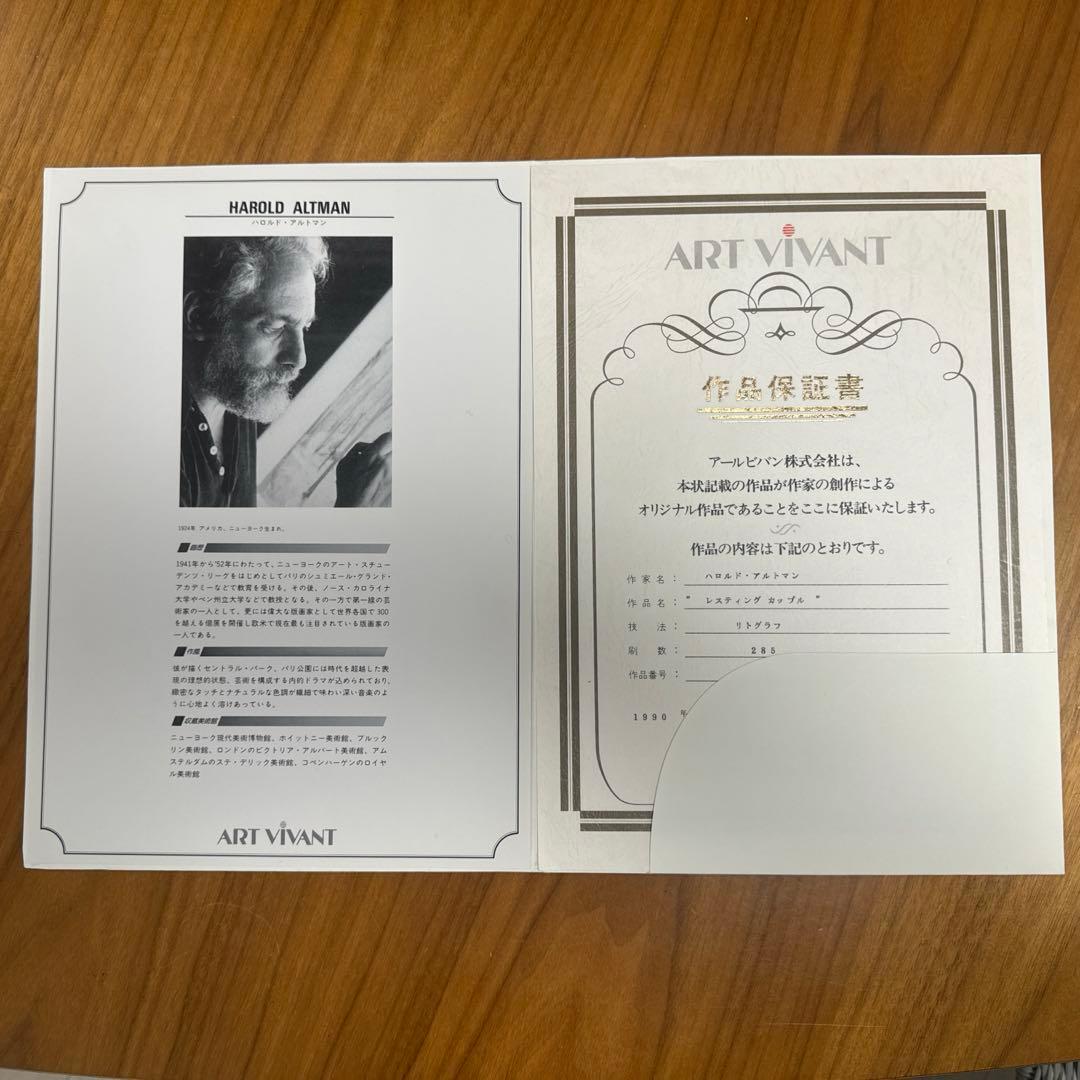 HAROLD ALTMAN
ハロルド・アルトマン
1924年 アメリカ、ニューヨーク生まれ。
画歴
1941年から'52年にわたって、ニューヨークのアート・スチュー
デンツ・リーグをはじめとしてパリのシュミエール・グランド・
アカデミーなどで教育を受ける。その後、ノース・カロライナ
大学やペン州立大学などで教授となる。その一方で第一線の芸
術家の一人として、更には偉大な版画家として世界各国で300
を越える個展を開催し欧米で現在最も注目されている版画家の
一人である。
作風
彼が描くセントラル・パーク、パリ公園には時代を超越した表
現の理想的状態、芸術を構成する内的ドラマが込められており、
緻密なタッチとナチュラルな色調が繊細で味わい深い音楽のよ
うに心地よく溶けあっている。
収蔵美術館
ニューヨーク現代美術博物館、ホイットニー美術館、ブルック
リン美術館、ロンドンのビクトリア・アルバート美術館、アム
ステルダムのステ・デリック美術館、コペンハーゲンのロイヤ
ル美術館
ART ViVANT
ART ViVANT
作品保証書
アールビバン株式会社は、
本状記載の作品が作家の創作による
オリジナル作品であることをここに保証いたします。
作品の内容は下記のとおりです。
作家名： ハロルド・アルトマン
作品名： " レスティング カップル "
技 法： リトグラフ
刷 数： 285
作品番号：
1990 年